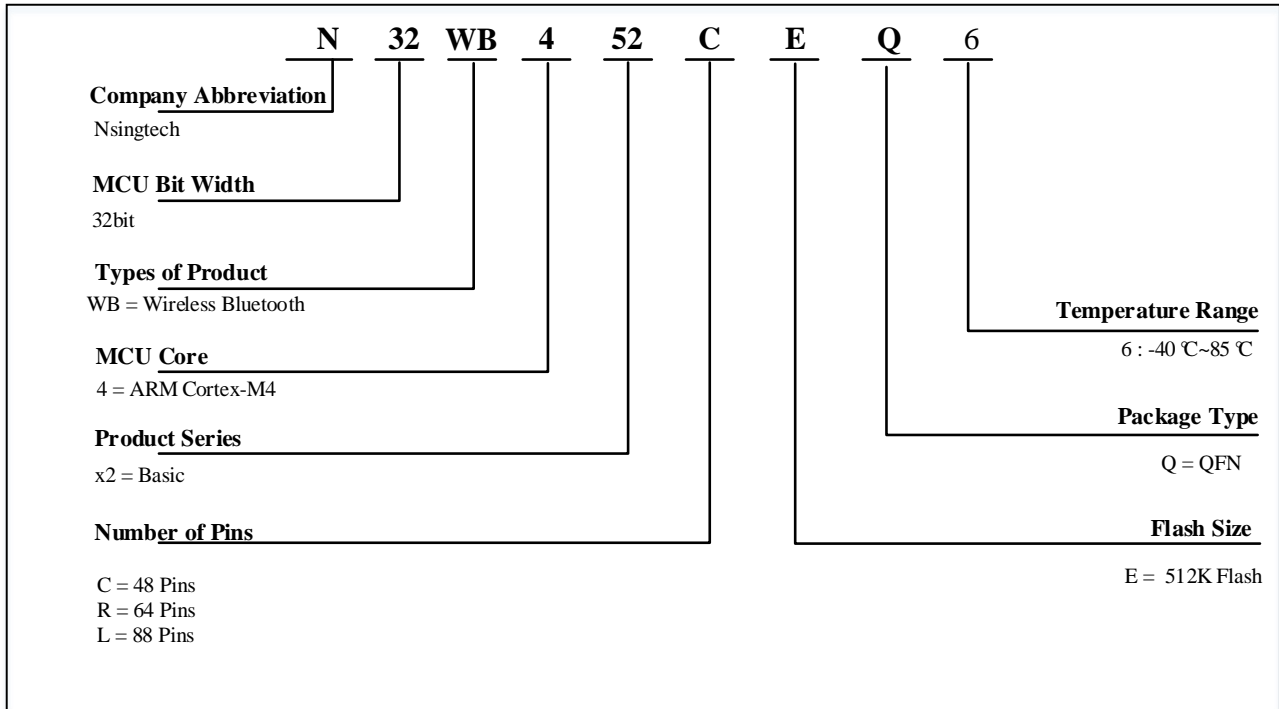 N 32 WB 4 52 C E Q 6
Company Abbreviation
Nsingtech
MCU Bit Width
32bit
Types of Product
WB = Wireless Bluetooth
MCU Core
4 = ARM Cortex-M4
Product Series
x2 = Basic
Number of Pins
C = 48 Pins
R = 64 Pins
L = 88 Pins
Temperature Range
6 : -40 ℃~85 ℃
Package Type
Q = QFN
Flash Size
E = 512K Flash